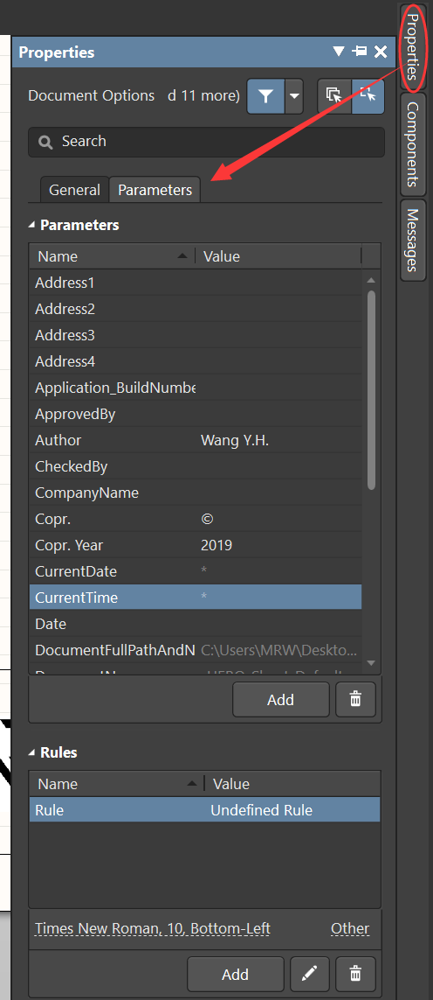 Properties
Document Options d 11 more)
Search
General Parameters
Parameters
Name Value
Address1
Address2
Address3
Address4
Application_BuildNumbe
ApprovedBy
Author Wang Y.H.
CheckedBy
CompanyName
Copr. ©
Copr. Year 2019
CurrentDate *
CurrentTime *
Date
DocumentFullPathAndN C:\Users\MRW\Deskto...
Add
Rules
Name Value
Rule Undefined Rule
Times New Roman, 10, Bottom-Left Other
Add
Properties
Components
Messages